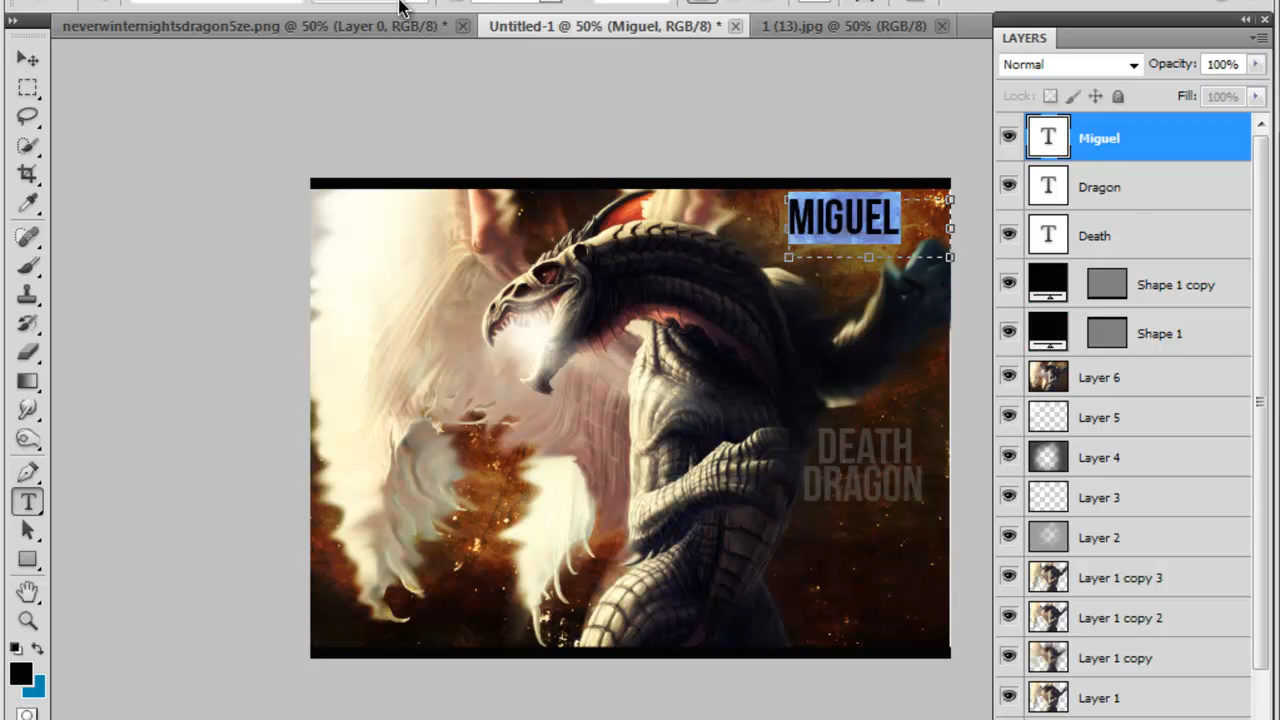 neverwinternightsdragon5ze.png @ 50% (Layer 0, RGB/8) *
Untitled-1 @ 50% (Miguel, RGB/8) *
1 (13).jpg @ 50% (RGB/8)
LAYERS
Normal
Opacity: 100%
Lock:
Fill: 100%
T Miguel
T Dragon
T Death
Shape 1 copy
Shape 1
Layer 6
Layer 5
Layer 4
Layer 3
Layer 2
Layer 1 copy 3
Layer 1 copy 2
Layer 1 copy
Layer 1
T
MIGUEL
DEATH
DRAGON